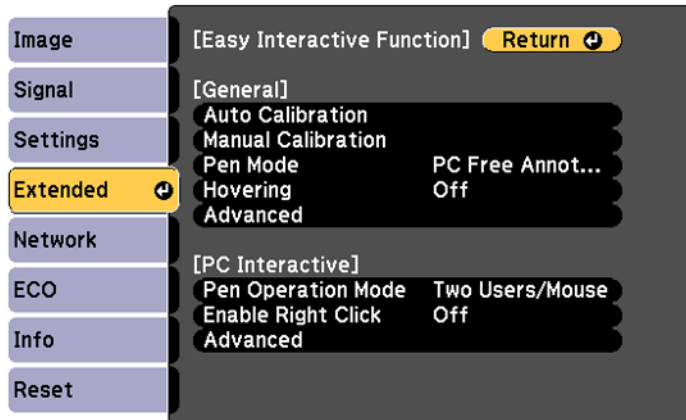 Image
Signal
Settings
Extended
Network
ECO
Info
Reset
[Easy Interactive Function] Return
[General]
Auto Calibration
Manual Calibration
Pen Mode PC Free Annot...
Hovering Off
Advanced
[PC Interactive]
Pen Operation Mode Two Users/Mouse
Enable Right Click Off
Advanced